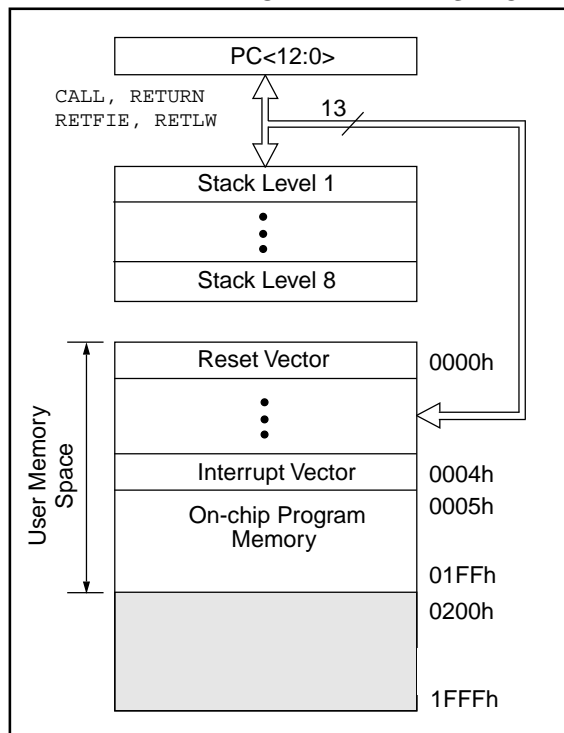 PC<12:0>
CALL, RETURN
RETFIE, RETLW
13
Stack Level 1
Stack Level 8
User Memory
Space
Reset Vector
0000h
Interrupt Vector
0004h
0005h
On-chip Program
Memory
01FFh
0200h
1FFFh